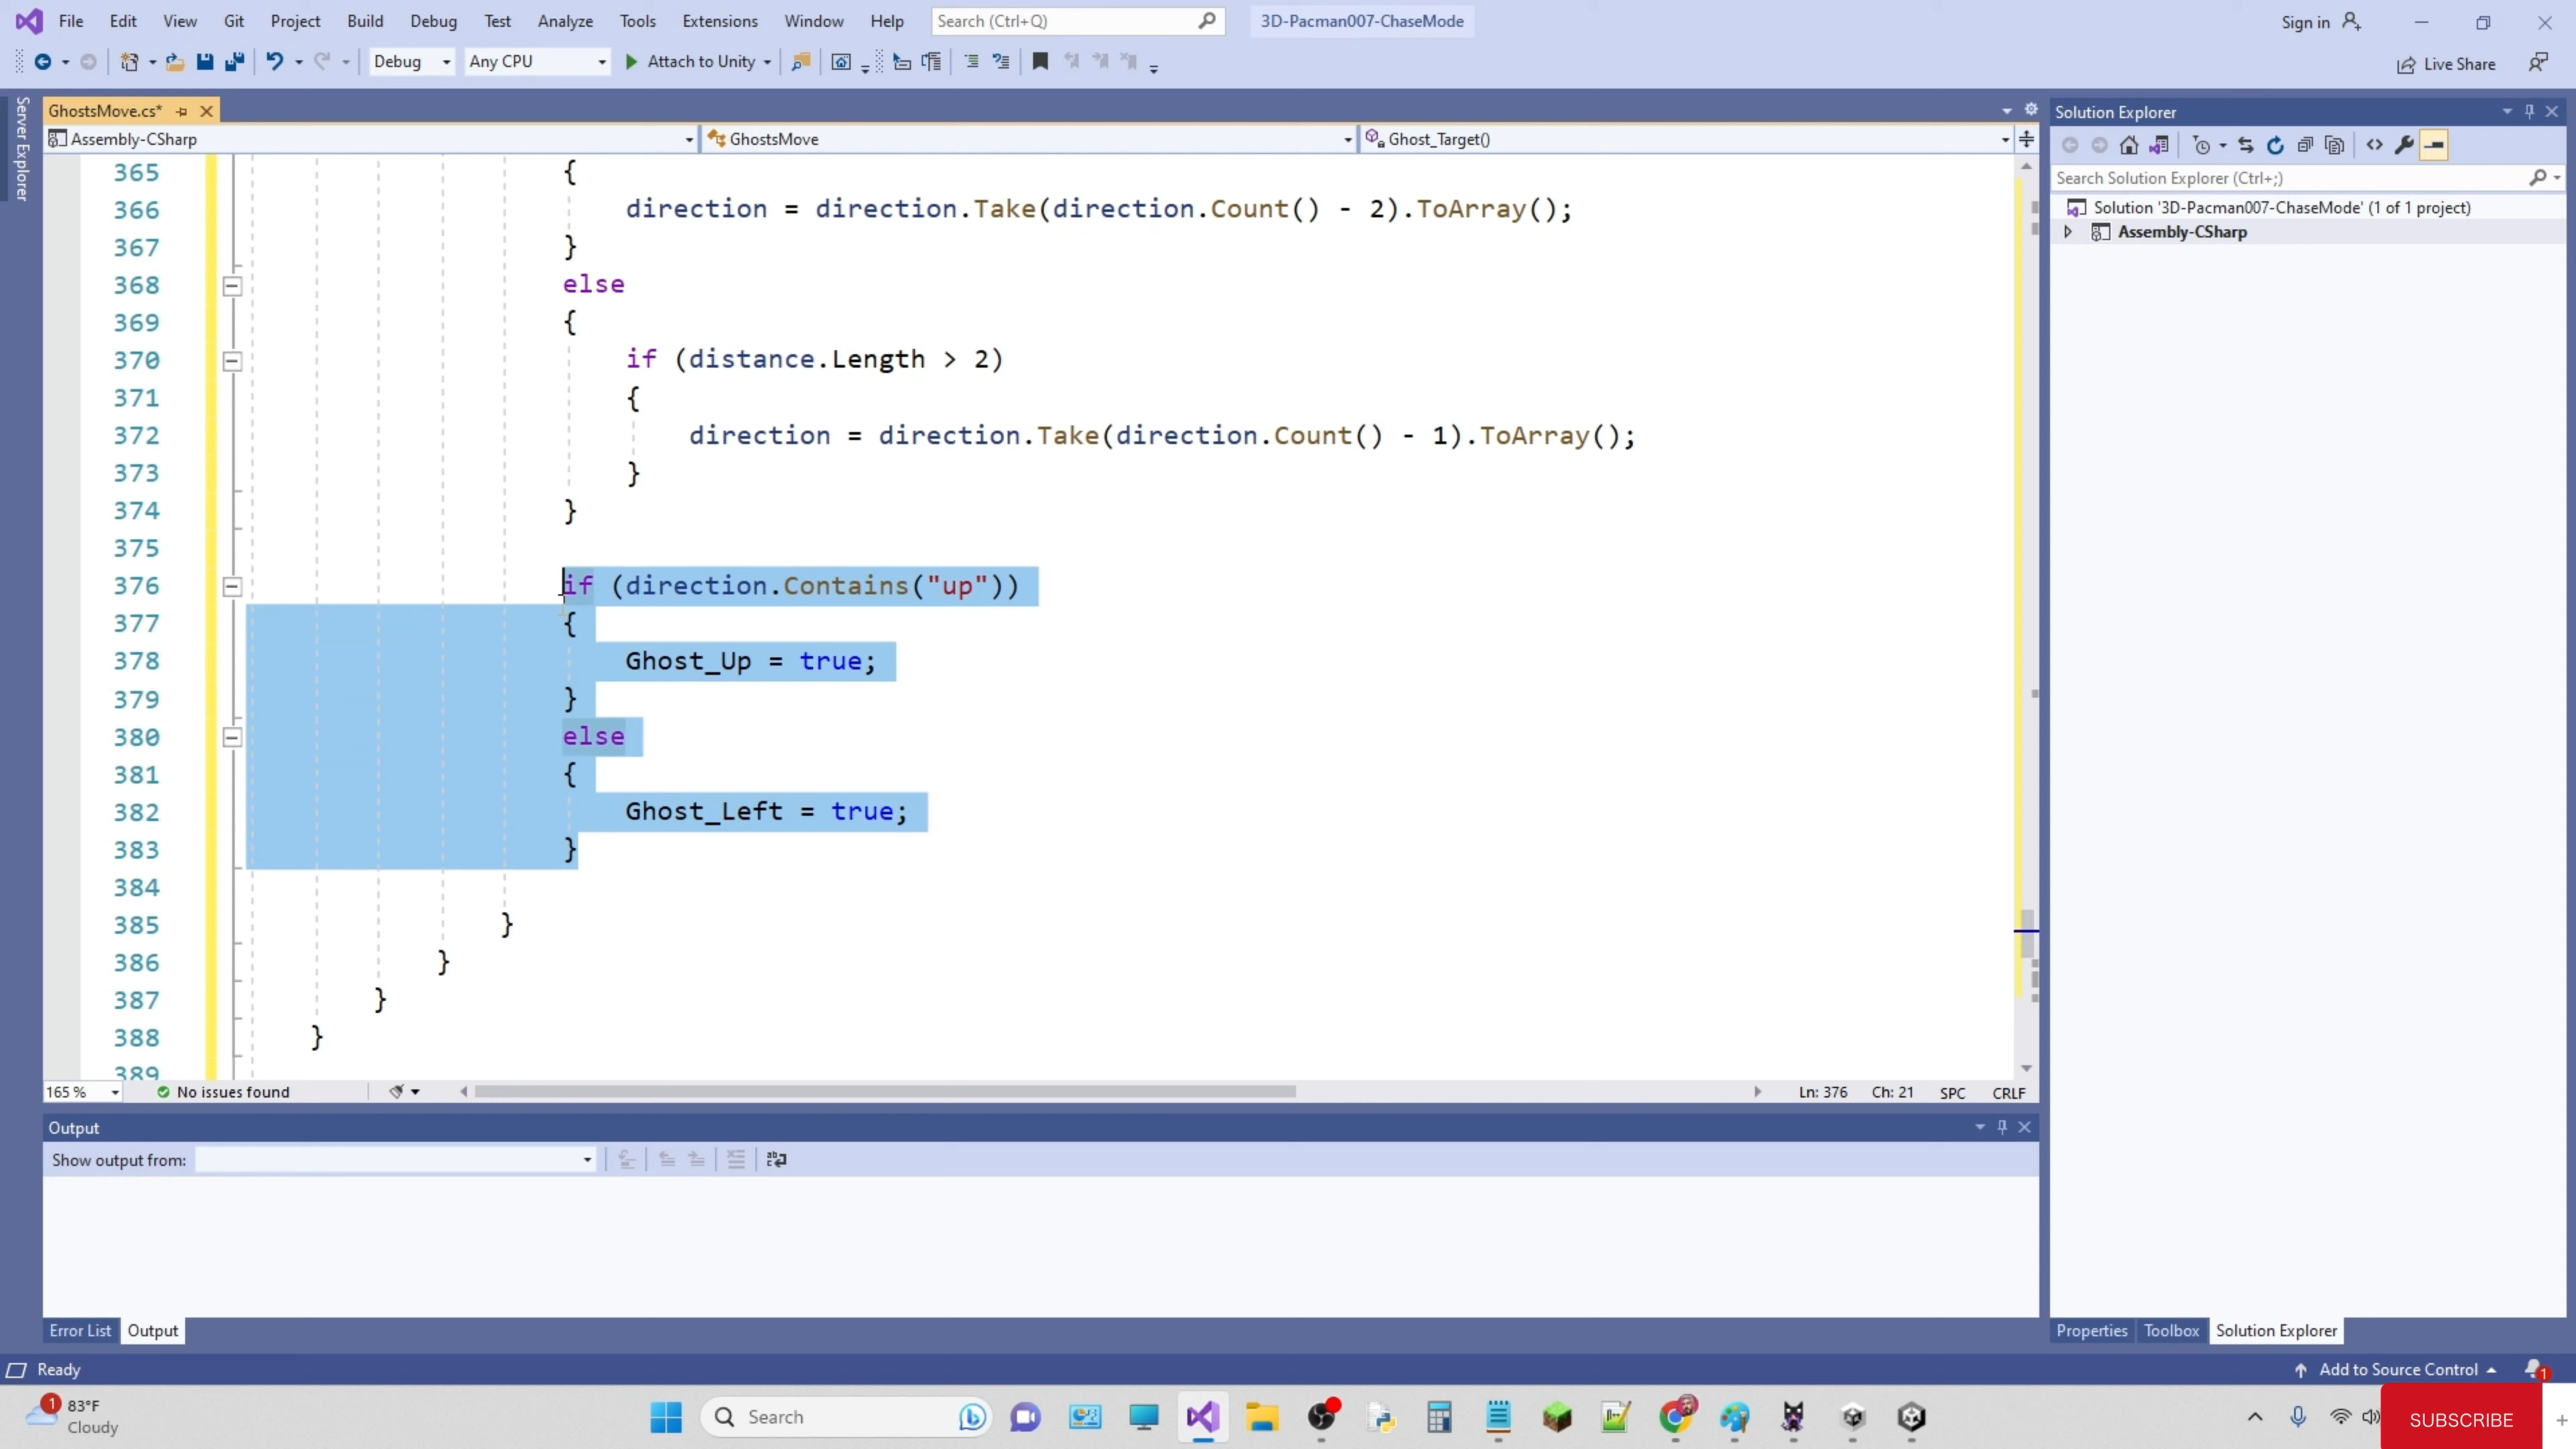 File Edit View Git Project Build Debug Test Analyze Tools Extensions Window Help Search (Ctrl+Q) 3D-Pacman007-ChaseMode Sign in
Debug Any CPU Attach to Unity Live Share
Server Explorer
GhostsMove.cs*
Assembly-CSharp GhostsMove Ghost_Target()
365 {
366 direction = direction.Take(direction.Count() - 2).ToArray();
367 }
368 else
369 {
370 if (distance.Length > 2)
371 {
372 direction = direction.Take(direction.Count() - 1).ToArray();
373 }
374 }
375
376 if (direction.Contains("up"))
377 {
378 Ghost_Up = true;
379 }
380 else
381 {
382 Ghost_Left = true;
383 }
384
385 }
386 }
387 }
388 }
389
165 % No issues found Ln: 376 Ch: 21 SPC CRLF
Output
Show output from:
Error List Output
Solution Explorer
Search Solution Explorer (Ctrl+;)
Solution '3D-Pacman007-ChaseMode' (1 of 1 project)
Assembly-CSharp
Properties Toolbox Solution Explorer
Ready Add to Source Control 1
1 83°F
Cloudy
Search
SUBSCRIBE